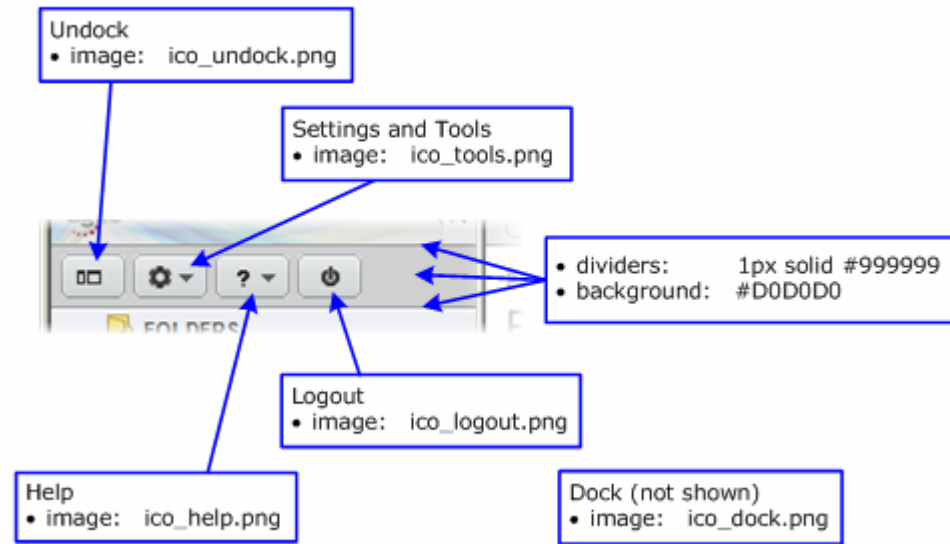 Undock
• image: ico_undock.png
Settings and Tools
• image: ico_tools.png
• dividers: 1px solid #999999
• background: #D0D0D0
?
FOLDERS
Logout
• image: ico_logout.png
Help
• image: ico_help.png
Dock (not shown)
• image: ico_dock.png